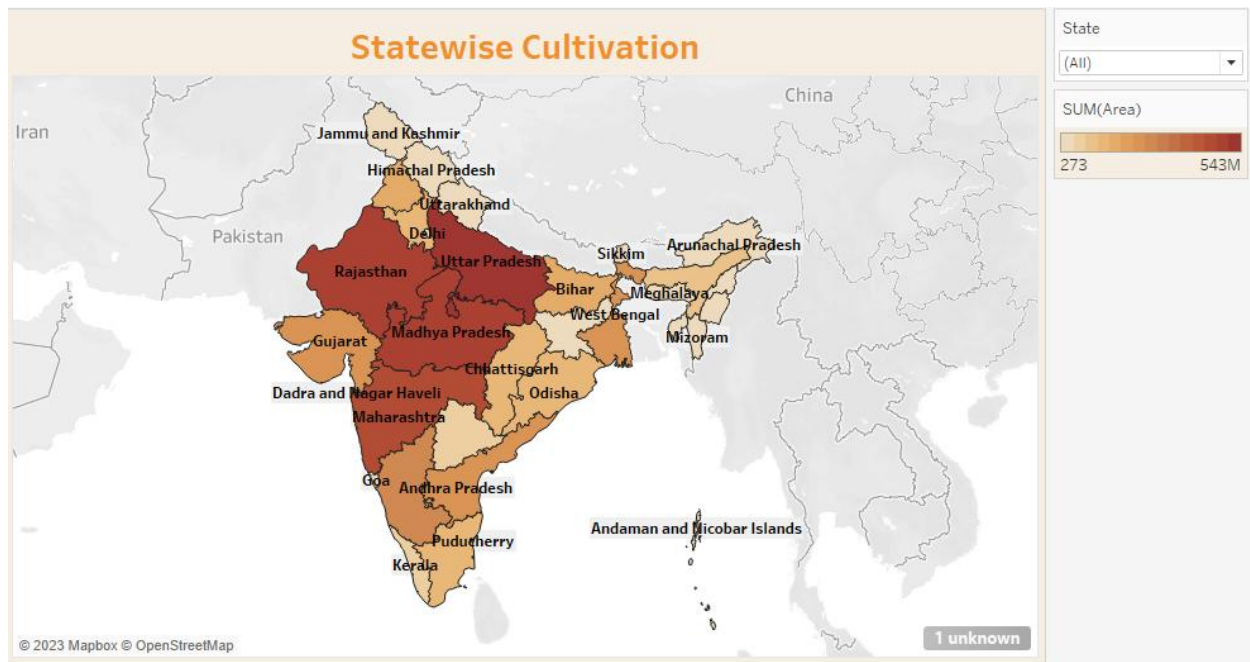 Statewise Cultivation
State
(All)
SUM(Area)
273 543M
China
Iran
Jammu and Kashmir
Himachal Pradesh
Uttarakhand
Pakistan
Delhi
Arunachal Pradesh
Sikkim
Uttar Pradesh
Rajasthan
Bihar
Meghalaya
West Bengal
Madhya Pradesh
Mizoram
Gujarat
Chhattisgarh
Dadra and Nagar Haveli
Odisha
Maharashtra
Goa
Andhra Pradesh
Andaman and Nicobar Islands
Puducherry
Kerala
1 unknown
© 2023 Mapbox © OpenStreetMap